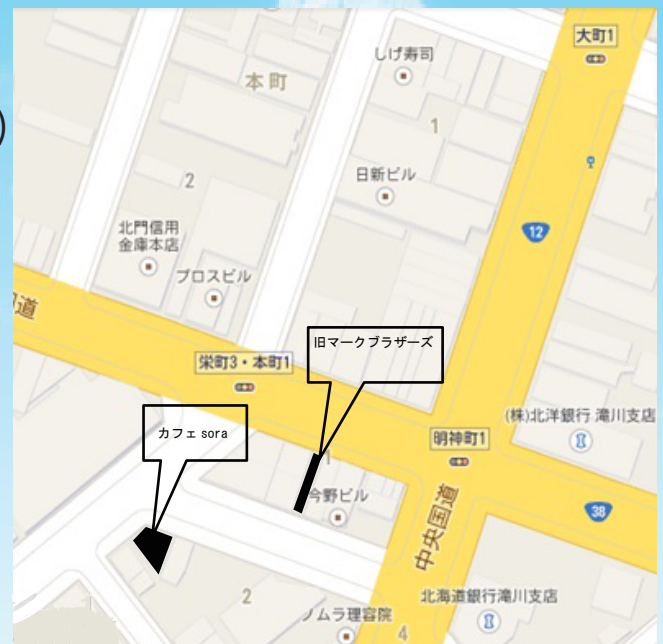 )
大町1
しげ寿司
本町
1
日新ビル
2
12
北門信用
金庫本店
プロスビル
国道
旧マークブラザーズ
栄町3・本町1
(株)北洋銀行 滝川支店
カフェ sora
明神町1
1
今野ビル
38
中央国道
2
北海道銀行滝川支店
ノムラ理容院
4